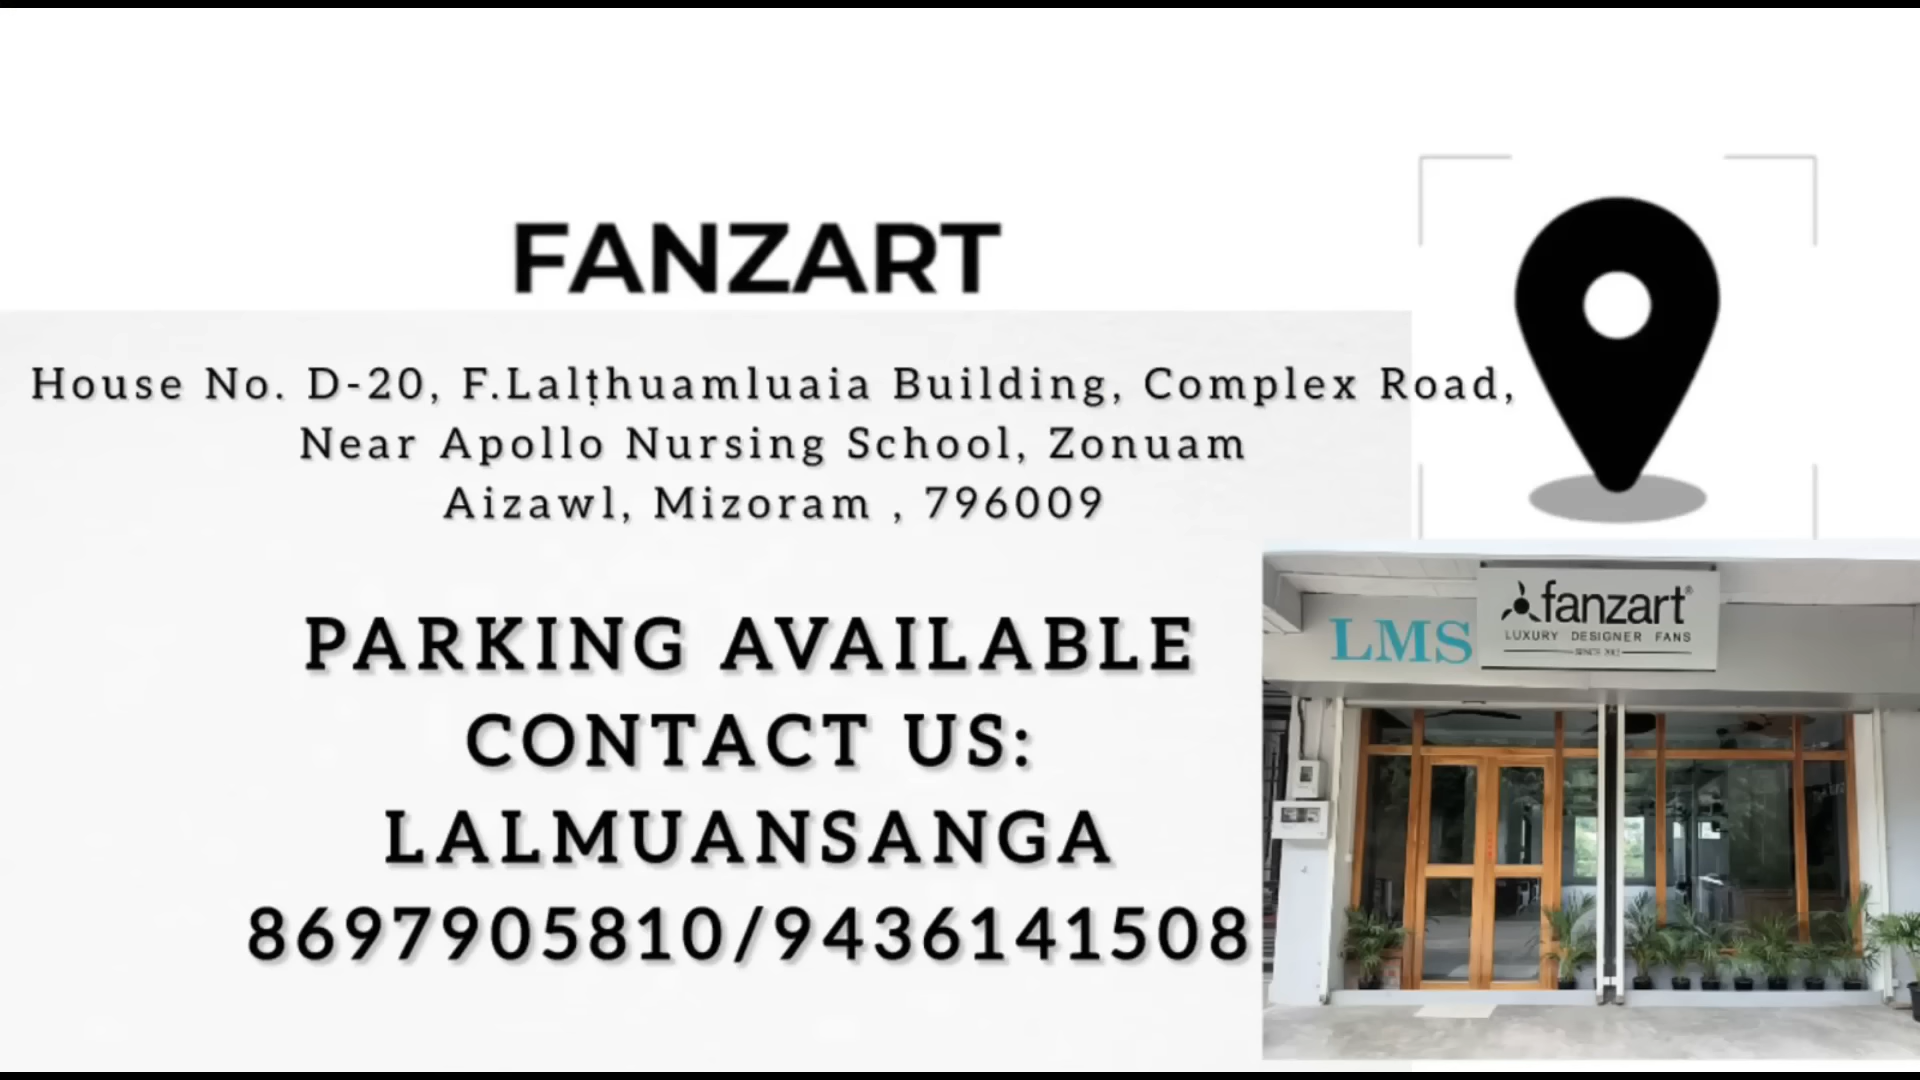 FANZART
House No. D-20, F.Lalṭhuamluaia Building, Complex Road,
Near Apollo Nursing School, Zonuam
Aizawl, Mizoram , 796009
PARKING AVAILABLE
CONTACT US:
LALMUANSANGA
8697905810/9436141508
LMS
fanzart®
LUXURY DESIGNER FANS